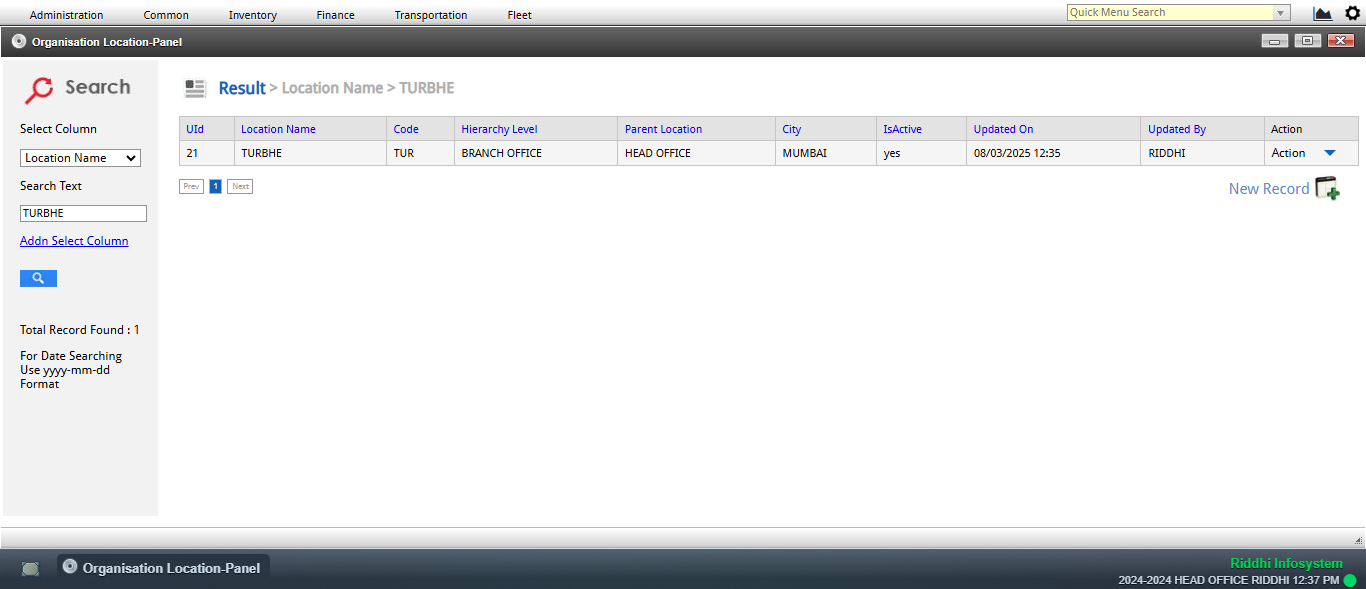 Administration Common Inventory Finance Transportation Fleet Quick Menu Search
Organisation Location-Panel
Search
Select Column
Location Name
Search Text
TURBHE
Addn Select Column
Total Record Found : 1
For Date Searching
Use yyyy-mm-dd
Format
Result > Location Name > TURBHE
UId Location Name Code Hierarchy Level Parent Location City IsActive Updated On Updated By Action
21 TURBHE TUR BRANCH OFFICE HEAD OFFICE MUMBAI yes 08/03/2025 12:35 RIDDHI Action
Prev 1 Next
New Record
Organisation Location-Panel
Riddhi Infosystem
2024-2024 HEAD OFFICE RIDDHI 12:37 PM